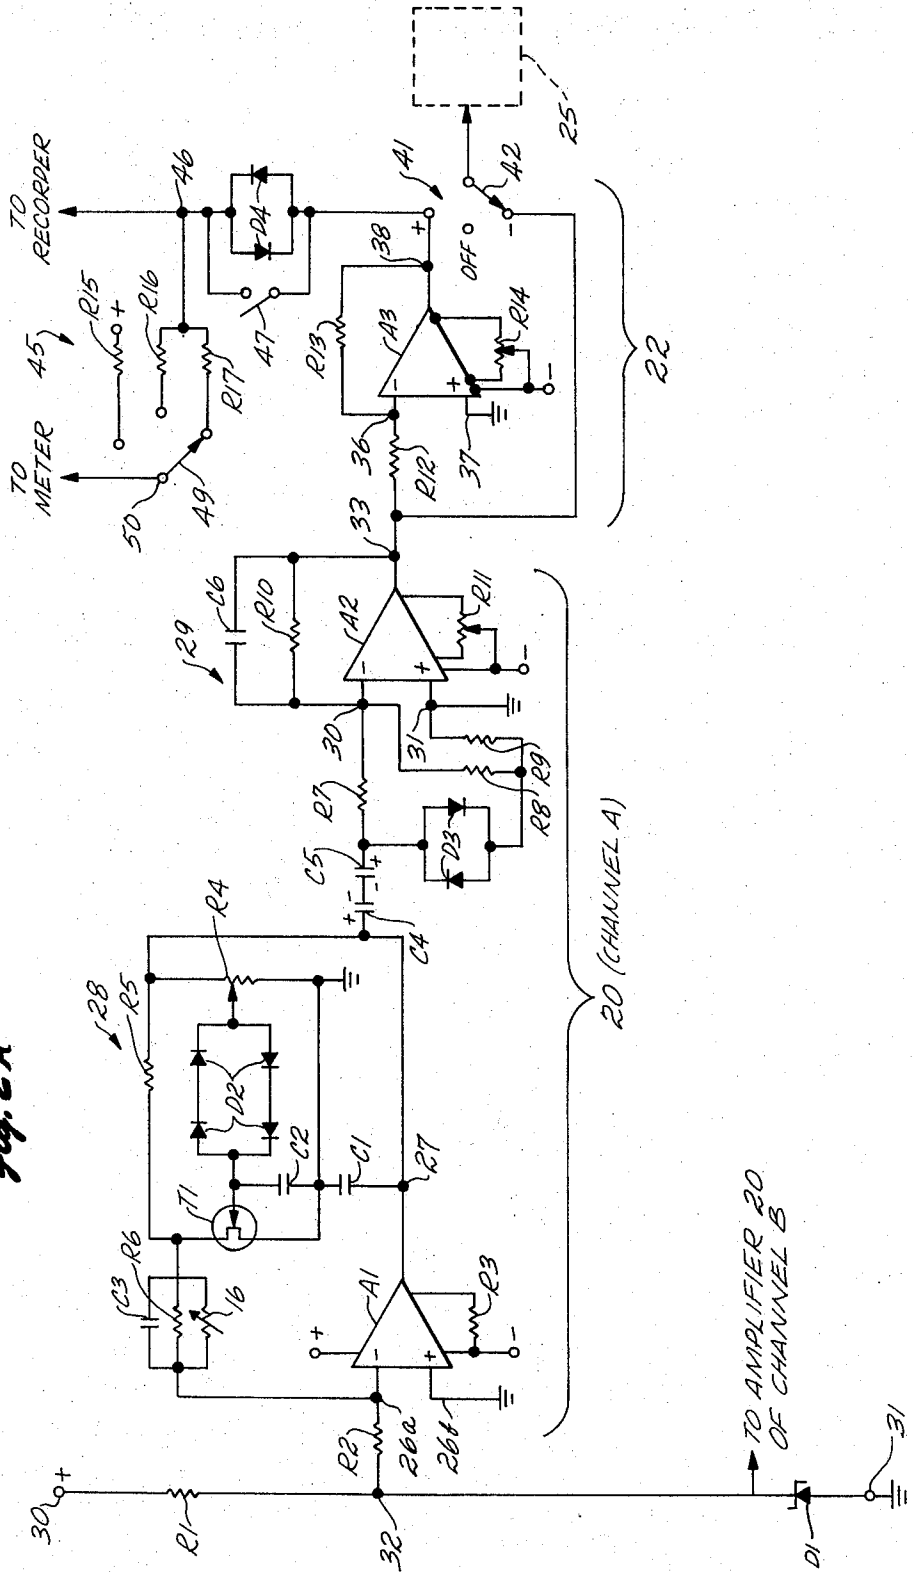 Fig. 2A
30
+
R1
32
R2
26a
26b
C3
R6
16
T1
28
R5
D2
R4
C2
C1
27
A1
+
-
+
R3
-
C4
+
-
C5
-
+
R7
D3
R8
R9
30
31
29
C6
R10
A2
-
+
R11
-
33
R12
36
37
R13
A3
-
+
R14
-
38
+
OFF
-
41
42
25
TO
METER
50
49
45
R15
+
R16
R17
47
D4
46
TO
RECORDER
22
20 (CHANNEL A)
TO AMPLIFIER 20
OF CHANNEL B
D1
31